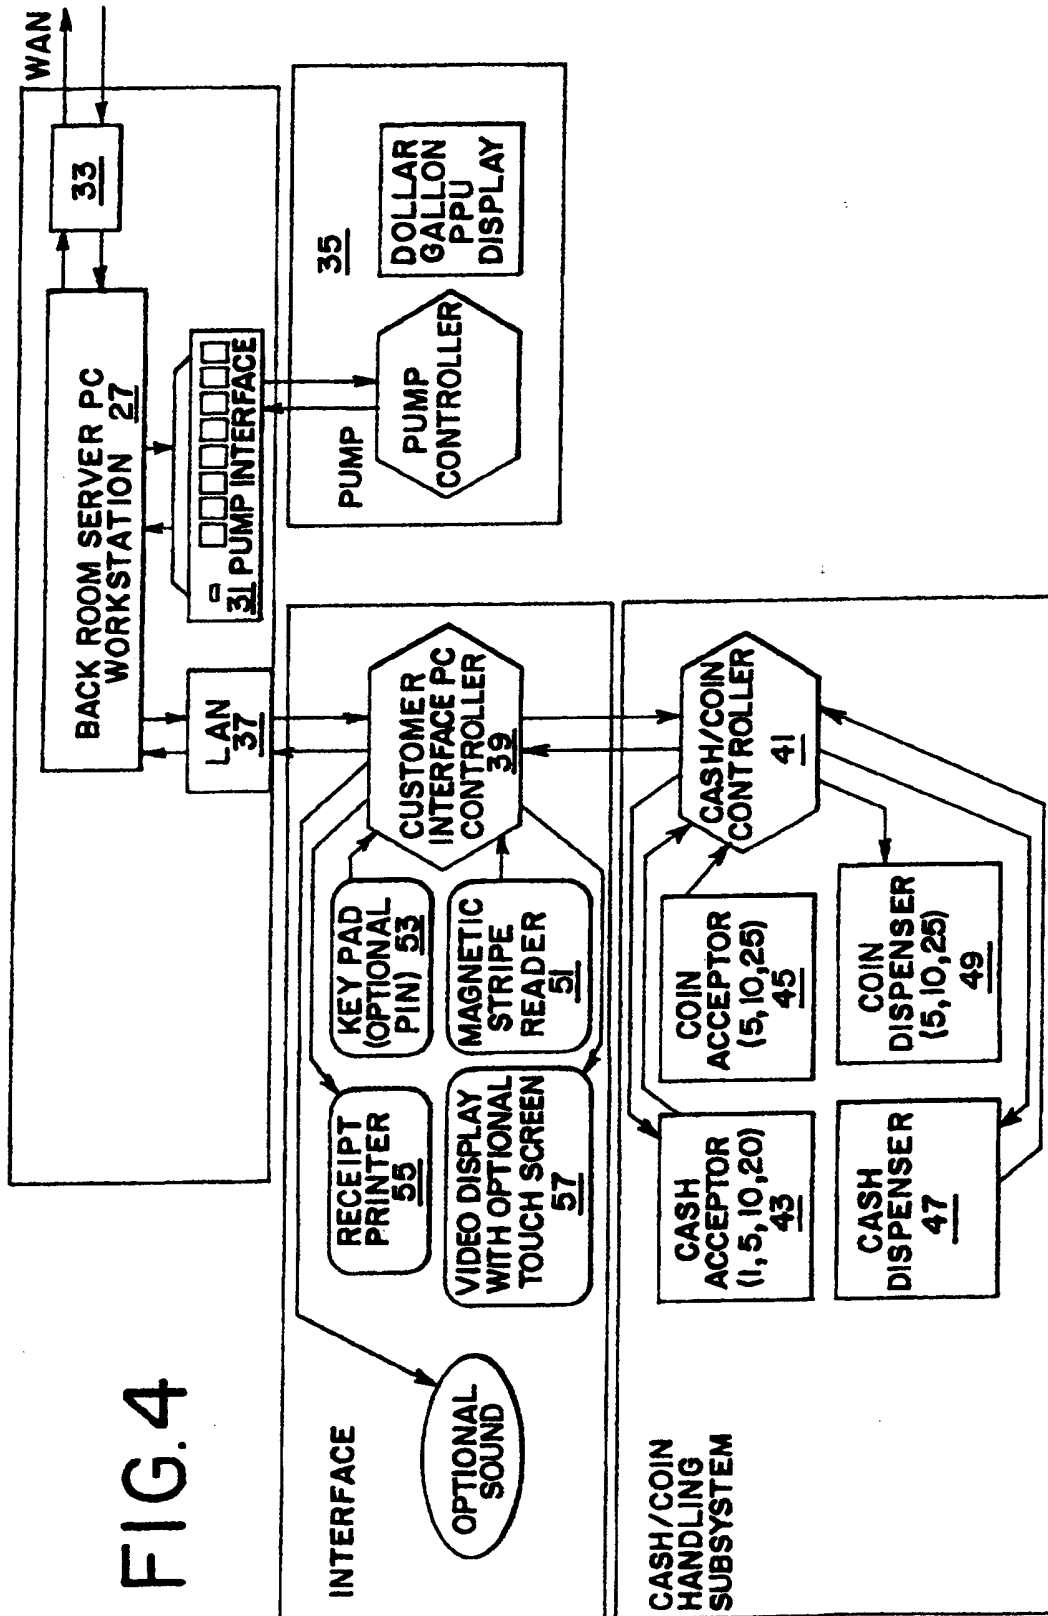 FIG. 4
WAN
33
BACK ROOM SERVER PC
WORKSTATION 27
31 PUMP INTERFACE
LAN
37
35
DOLLAR
GALLON
PPU
DISPLAY
PUMP
PUMP
CONTROLLER
INTERFACE
CUSTOMER
INTERFACE PC
CONTROLLER
39
KEY PAD
(OPTIONAL
PIN) 53
MAGNETIC
STRIPE
READER
51
RECEIPT
PRINTER
55
VIDEO DISPLAY
WITH OPTIONAL
TOUCH SCREEN
57
OPTIONAL
SOUND
CASH/COIN
HANDLING
SUBSYSTEM
CASH/COIN
CONTROLLER
41
COIN
ACCEPTOR
(5,10,25)
45
COIN
DISPENSER
(5,10,25)
49
CASH
ACCEPTOR
(1,5,10,20)
43
CASH
DISPENSER
47